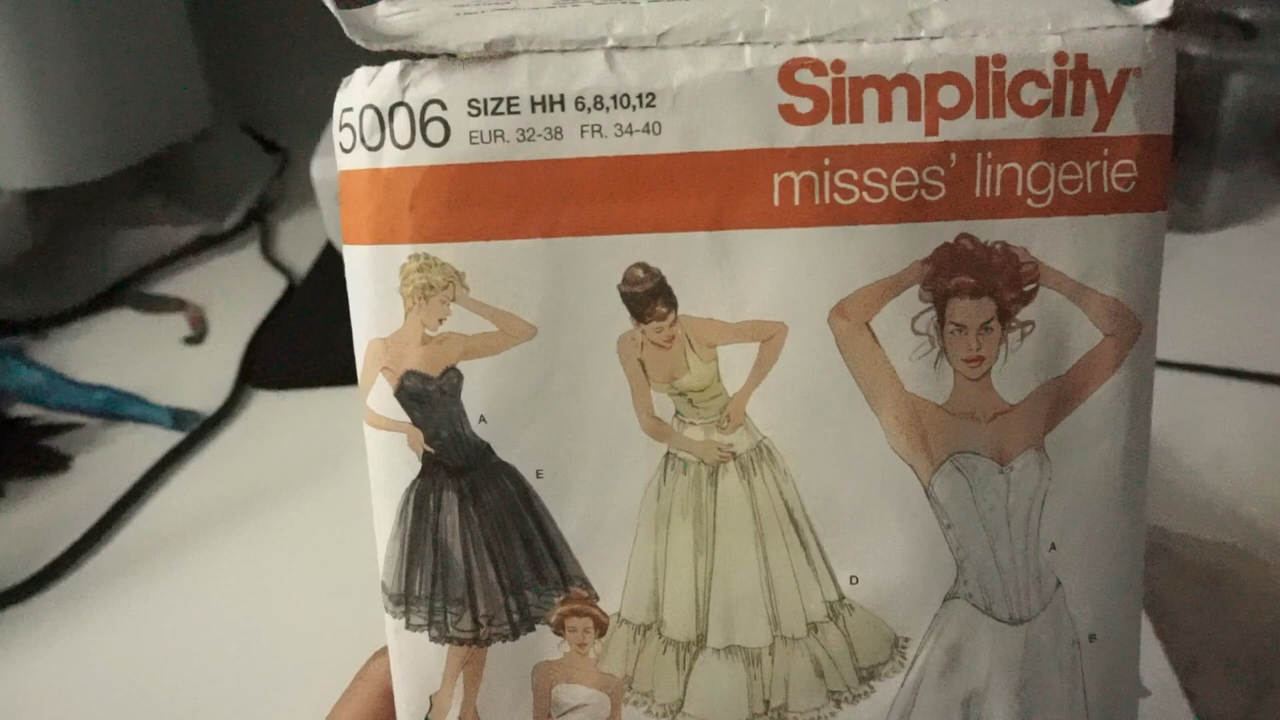 5006
SIZE HH 6,8,10,12
EUR. 32-38 FR. 34-40
Simplicity
misses' lingerie
A
E
D
A